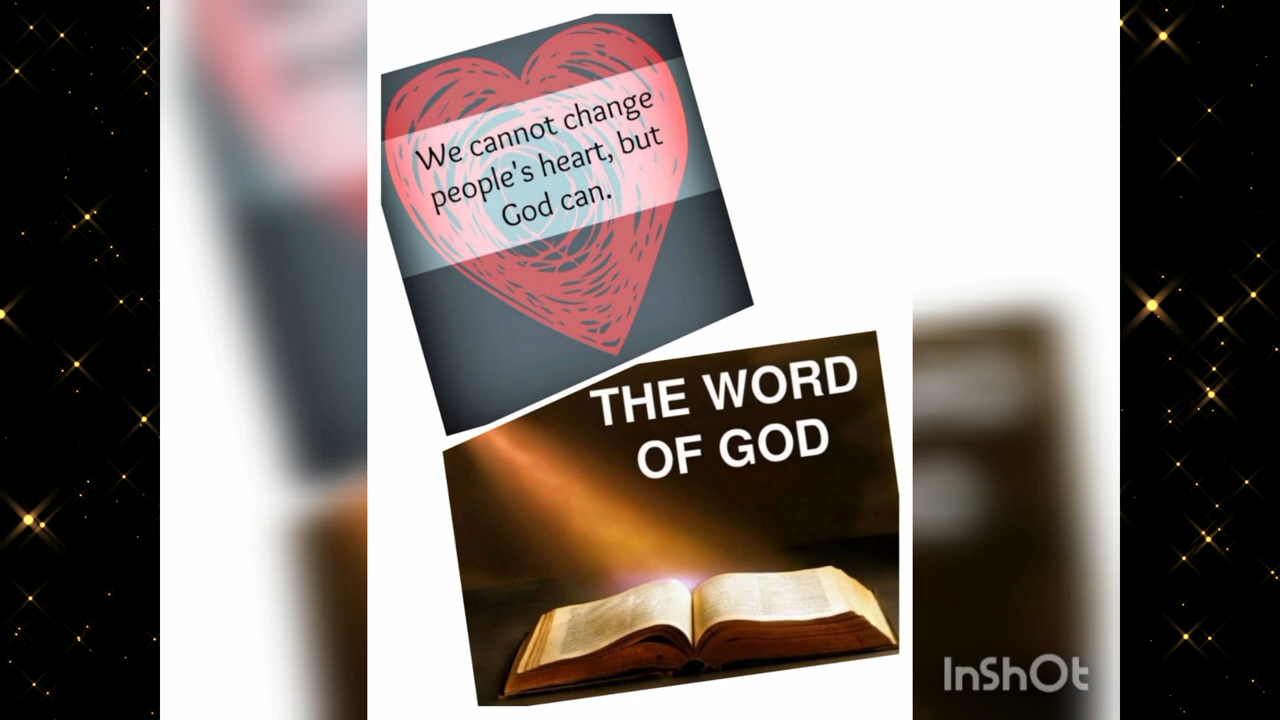 We cannot change
people's heart, but
God can.
THE WORD
OF GOD
InShOt